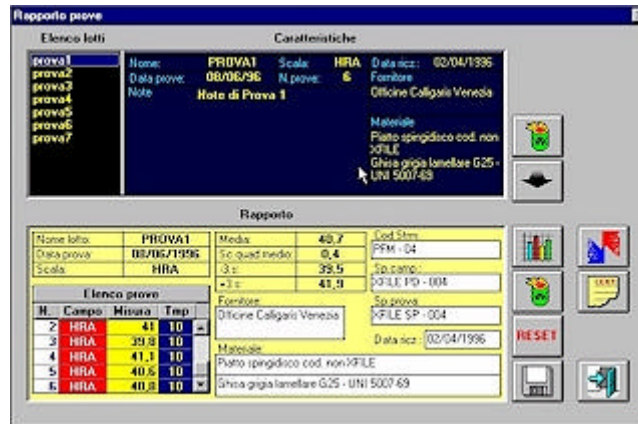 Rapporto prove
Elenco lotti
Caratteristiche
prova1
prova2
prova3
prova4
prova5
prova6
prova7
Nome: PROVA1 Scala: HRA Data ricz.: 02/04/1996
Data prove: 08/06/96 N.prove: 6 Fornitore
Note Note di Prova 1 Officine Calligaris Venezia
Materiale
Piatto spingidisco cod. non
XFILE
Ghisa grigia lamellare G25 -
UNI 5007-69
Rapporto
Nome lotto: PROVA1
Data prova: 08/06/1996
Scala: HRA
Media: 40,7
Sc.quad.medio: 0,4
-3 s: 39,5
+3 s: 41,9
Cod.Strm.
PFM - 04
Sp.camp.:
XFILE PD - 004
Sp.prova
XFILE SP - 004
Data ricz.: 02/04/1996
Fornitore:
Officine Caligaris Venezia
Materiale
Piatto spingidisco cod. non XFILE
Ghisa grigia lamellare G25 - UNI 5007-69
Elenco prove
N. Campo Misura Tmp
2 HRA 41 10
3 HRA 39,8 10
4 HRA 41,1 10
5 HRA 40,6 10
6 HRA 40,8 10
RESET